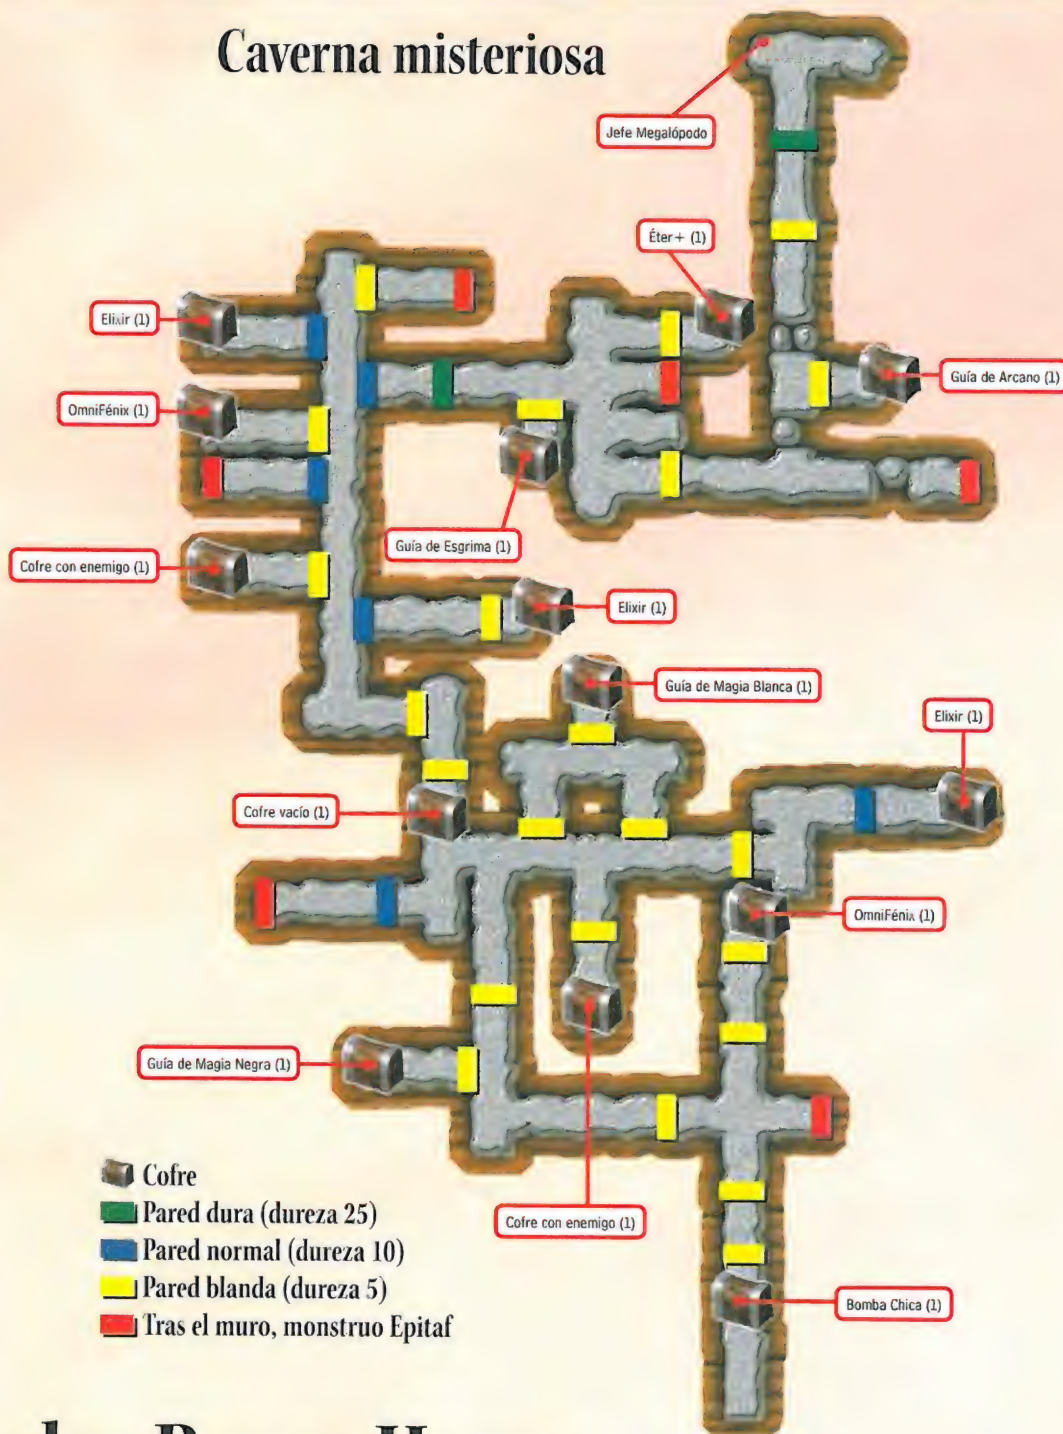 Caverna misteriosa
Jefe Megalópodo
Éter+ (1)
Elixir (1)
Guía de Arcano (1)
OmniFénix (1)
Guía de Esgrima (1)
Cofre con enemigo (1)
Elixir (1)
Guía de Magia Blanca (1)
Elixir (1)
Cofre vacío (1)
OmniFénix (1)
Guía de Magia Negra (1)
Cofre
Pared dura (dureza 25)
Cofre con enemigo (1)
Pared normal (dureza 10)
Pared blanda (dureza 5)
Bomba Chica (1)
Tras el muro, monstruo Epitaf